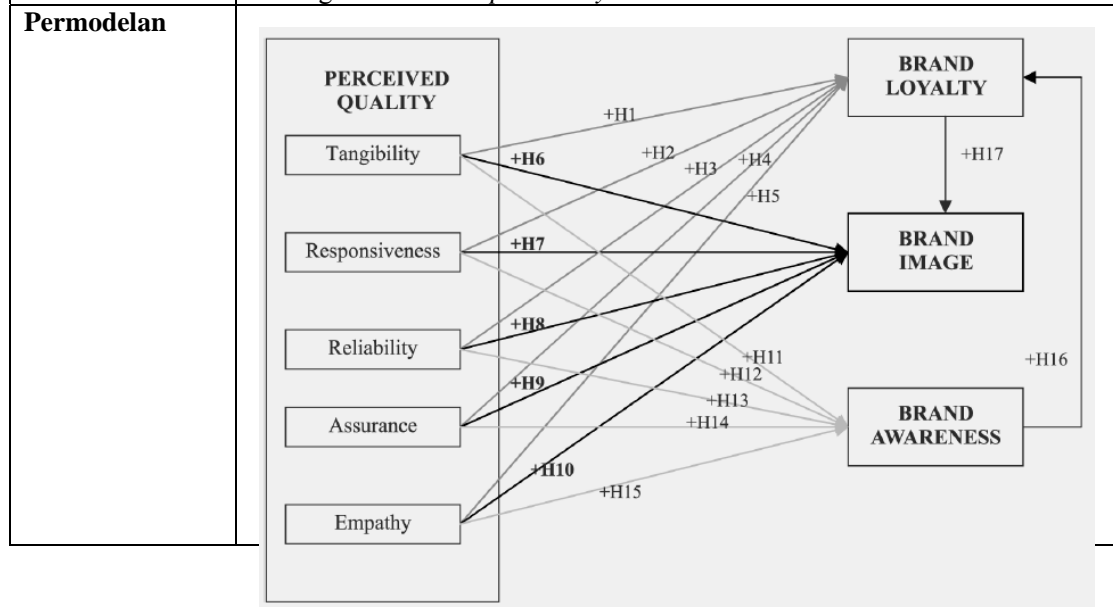 Permodelan
PERCEIVED
QUALITY
Tangibility
Responsiveness
Reliability
Assurance
Empathy
+H1
+H2
+H3
+H4
+H5
+H6
+H7
+H8
+H9
+H10
+H11
+H12
+H13
+H14
+H15
BRAND
LOYALTY
+H17
BRAND
IMAGE
+H16
BRAND
AWARENESS